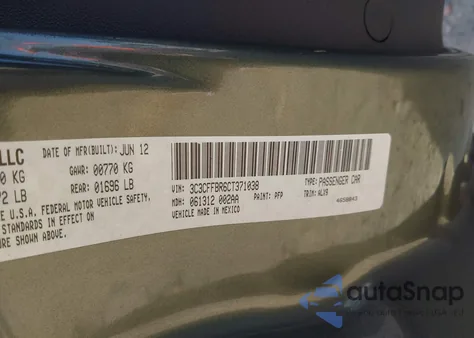 LLC
DATE OF MFR(BUILT): JUN 12
0 KG GAWR: 00770 KG
72 LB REAR: 01696 LB
E U.S.A. FEDERAL MOTOR VEHICLE SAFETY,
STANDARDS IN EFFECT ON
URE SHOWN ABOVE.
VIN: 3C3CFFBR6CT371038
TYPE: PASSENGER CAR
MDH: 061312 002AA PAINT: PFP TRIM: ALX9
VEHICLE MADE IN MEXICO
autoSnap